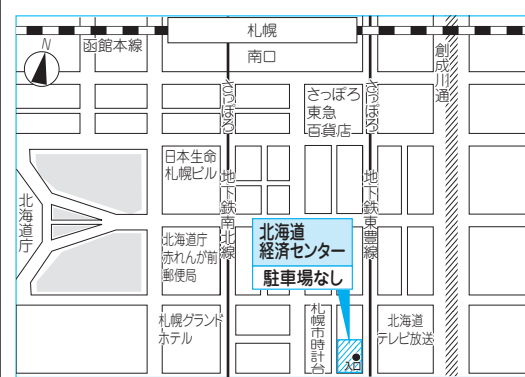 札幌
南口
N
函館本線
創成川通
さっぽろ
さっぽろ
東急
百貨店
さっぽろ
日本生命
札幌ビル
地下鉄南北線
地下鉄東豊線
北海道庁
北海道庁
赤れんが前
郵便局
北海道
経済センター
駐車場なし
札幌グランド
ホテル
札幌市時計台
入口
北海道
テレビ放送